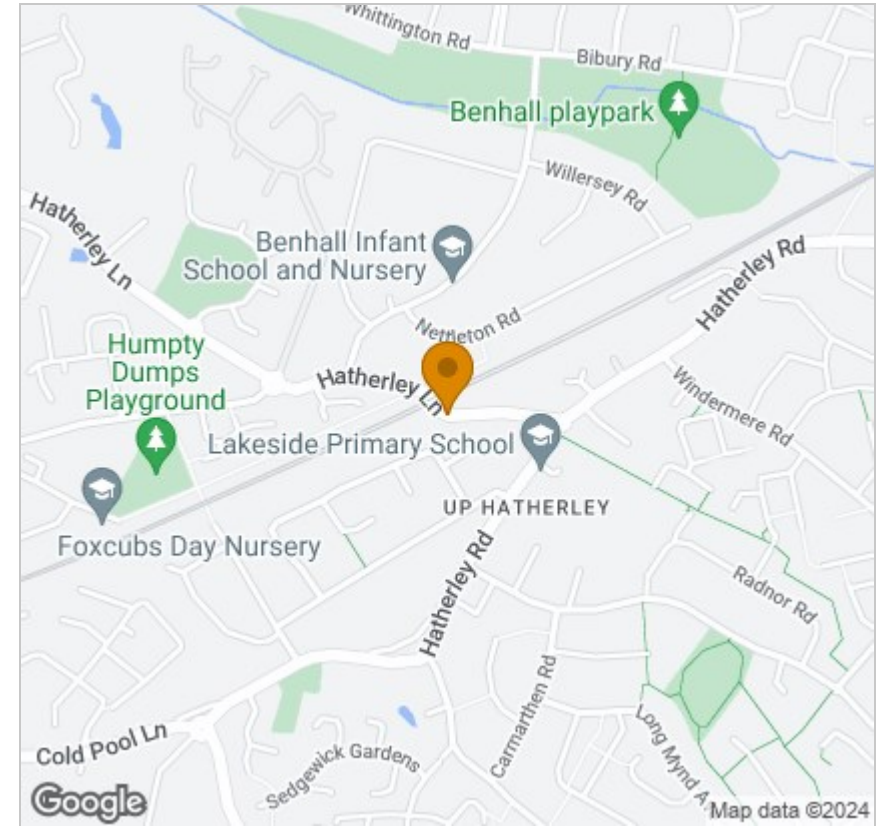 Whittington Rd
Bibury Rd
Benhall playpark
Willersey Rd
Hatherley Ln
Benhall Infant
School and Nursery
Hatherley Rd
Nettleton Rd
Humpty
Dumps
Playground
Hatherley Ln
Windermere Rd
Lakeside Primary School
UP HATHERLEY
Foxcubs Day Nursery
Hatherley Rd
Radnor Rd
Carmarthen Rd
Long Mynd A
Cold Pool Ln
Sedgewick Gardens
Google
Map data ©2024